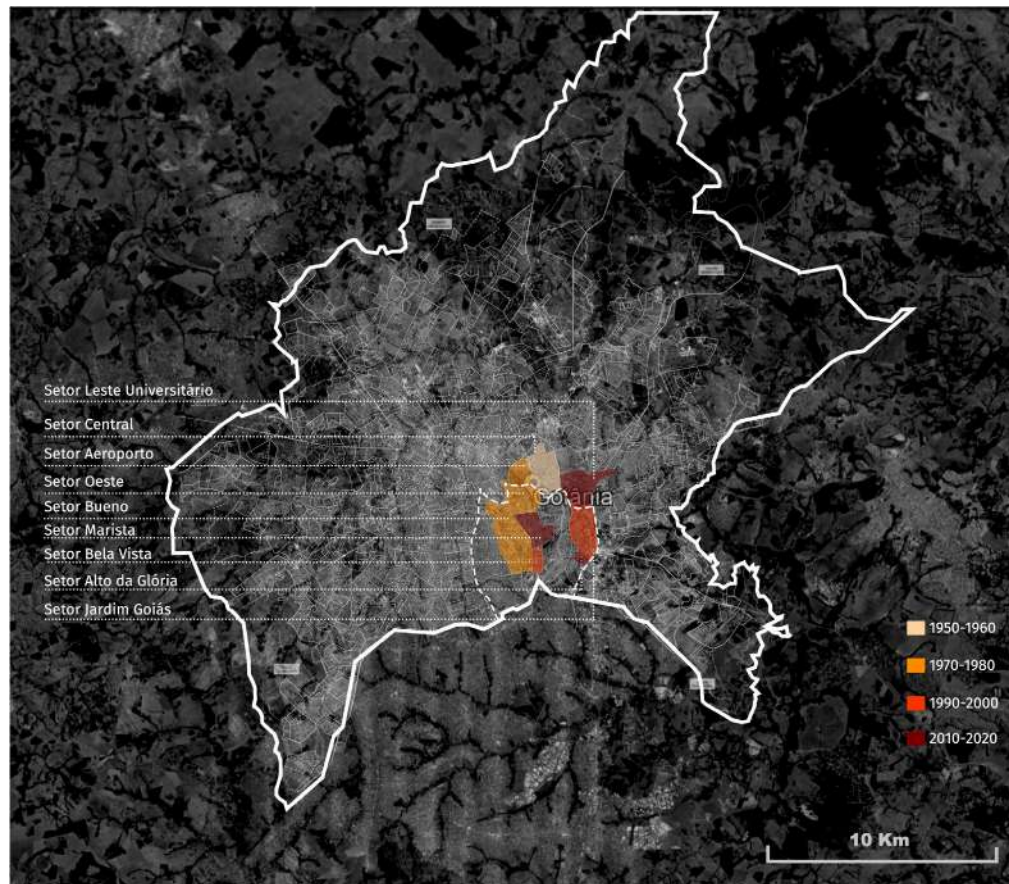 Setor Leste Universitário
Setor Central
Setor Aeroporto
Setor Oeste
Goiânia
Setor Bueno
Setor Marista
Setor Bela Vista
Setor Alto da Glória
Setor Jardim Goiás
1950-1960
1970-1980
1990-2000
2010-2020
10 Km